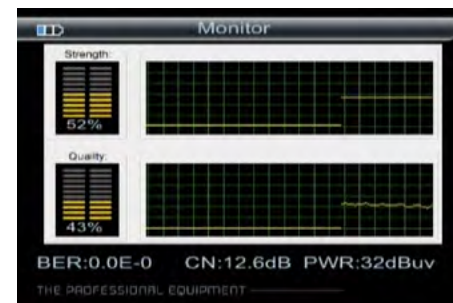 Monitor
Strength:
52%
Quality:
43%
BER:0.0E-0 CN:12.6dB PWR:32dBuv
THE PROFESSIONAL EQUIPMENT